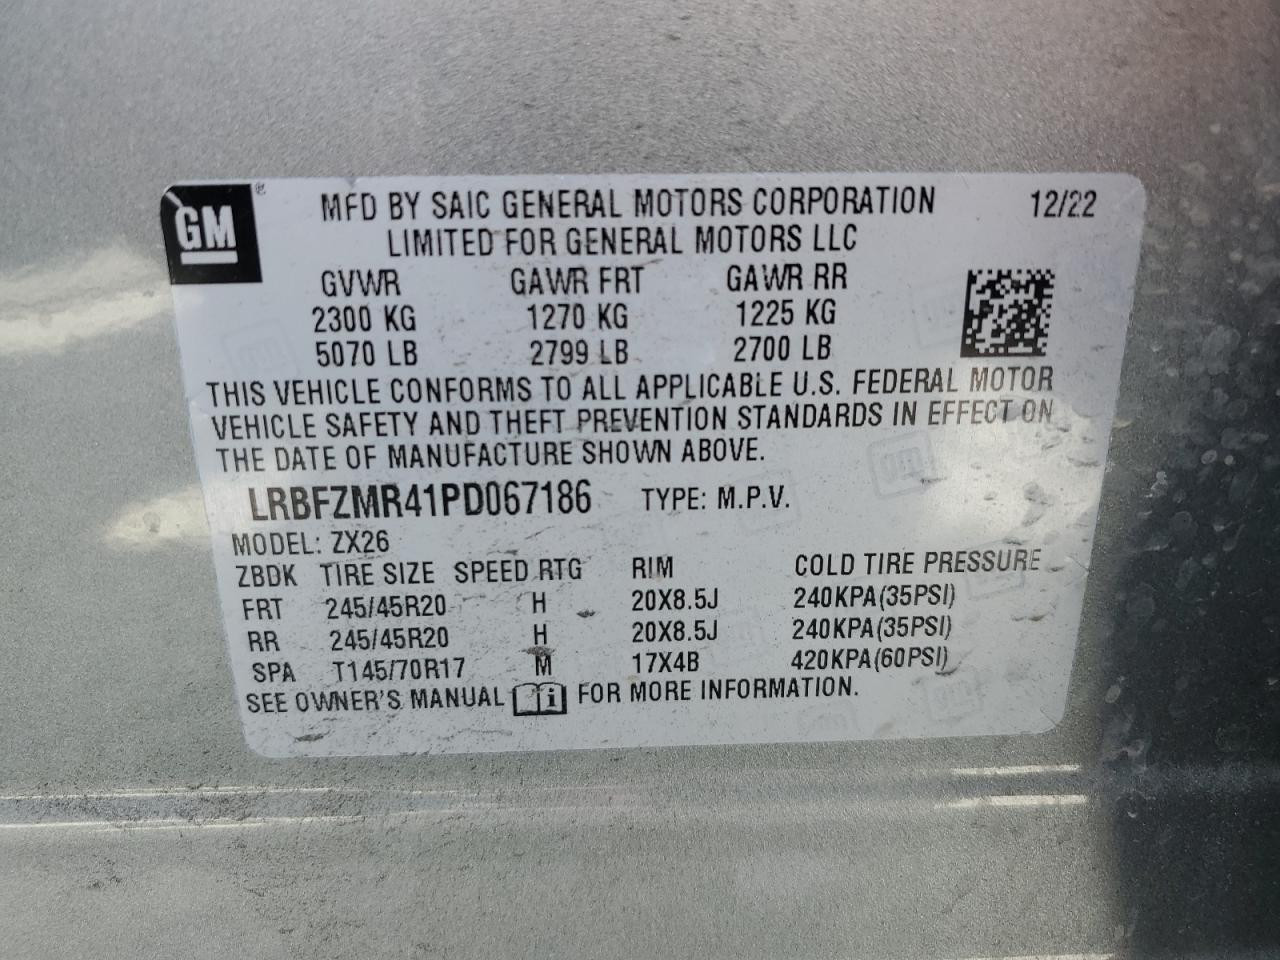 GM ® MFD BY SAIC GENERAL MOTORS CORPORATION 12/22
LIMITED FOR GENERAL MOTORS LLC
GVWR GAWR FRT GAWR RR
2300 KG 1270 KG 1225 KG
5070 LB 2799 LB 2700 LB
THIS VEHICLE CONFORMS TO ALL APPLICABLE U.S. FEDERAL MOTOR
VEHICLE SAFETY AND THEFT PREVENTION STANDARDS IN EFFECT ON
THE DATE OF MANUFACTURE SHOWN ABOVE.
LRBFZMR41PD067186 TYPE: M.P.V.
MODEL: ZX26
ZBDK TIRE SIZE SPEED RTG RIM COLD TIRE PRESSURE
FRT 245/45R20 H 20X8.5J 240KPA(35PSI)
RR 245/45R20 H 20X8.5J 240KPA(35PSI)
SPA T145/70R17 M 17X4B 420KPA(60PSI)
SEE OWNER'S MANUAL i FOR MORE INFORMATION.